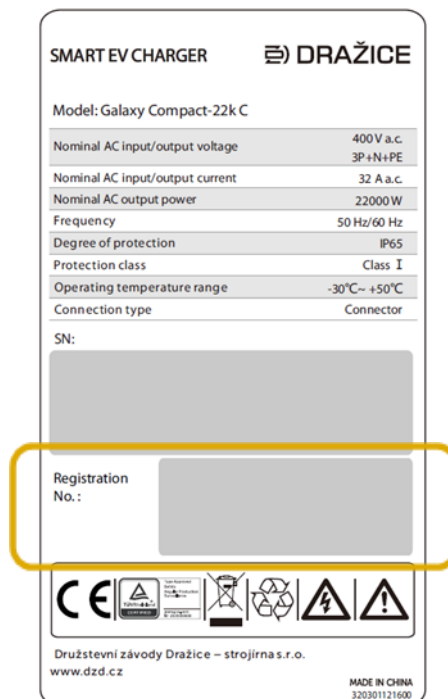 SMART EV CHARGER
DRAŽICE
Model: Galaxy Compact-22k C
Nominal AC input/output voltage 400 V a.c. 3P+N+PE
Nominal AC input/output current 32 A a.c.
Nominal AC output power 22000 W
Frequency 50 Hz/60 Hz
Degree of protection IP65
Protection class Class I
Operating temperature range -30℃~ +50℃
Connection type Connector
SN:
Registration
No. :
CE
Družstevní závody Dražice – strojírna s.r.o.
www.dzd.cz
MADE IN CHINA
320301121600